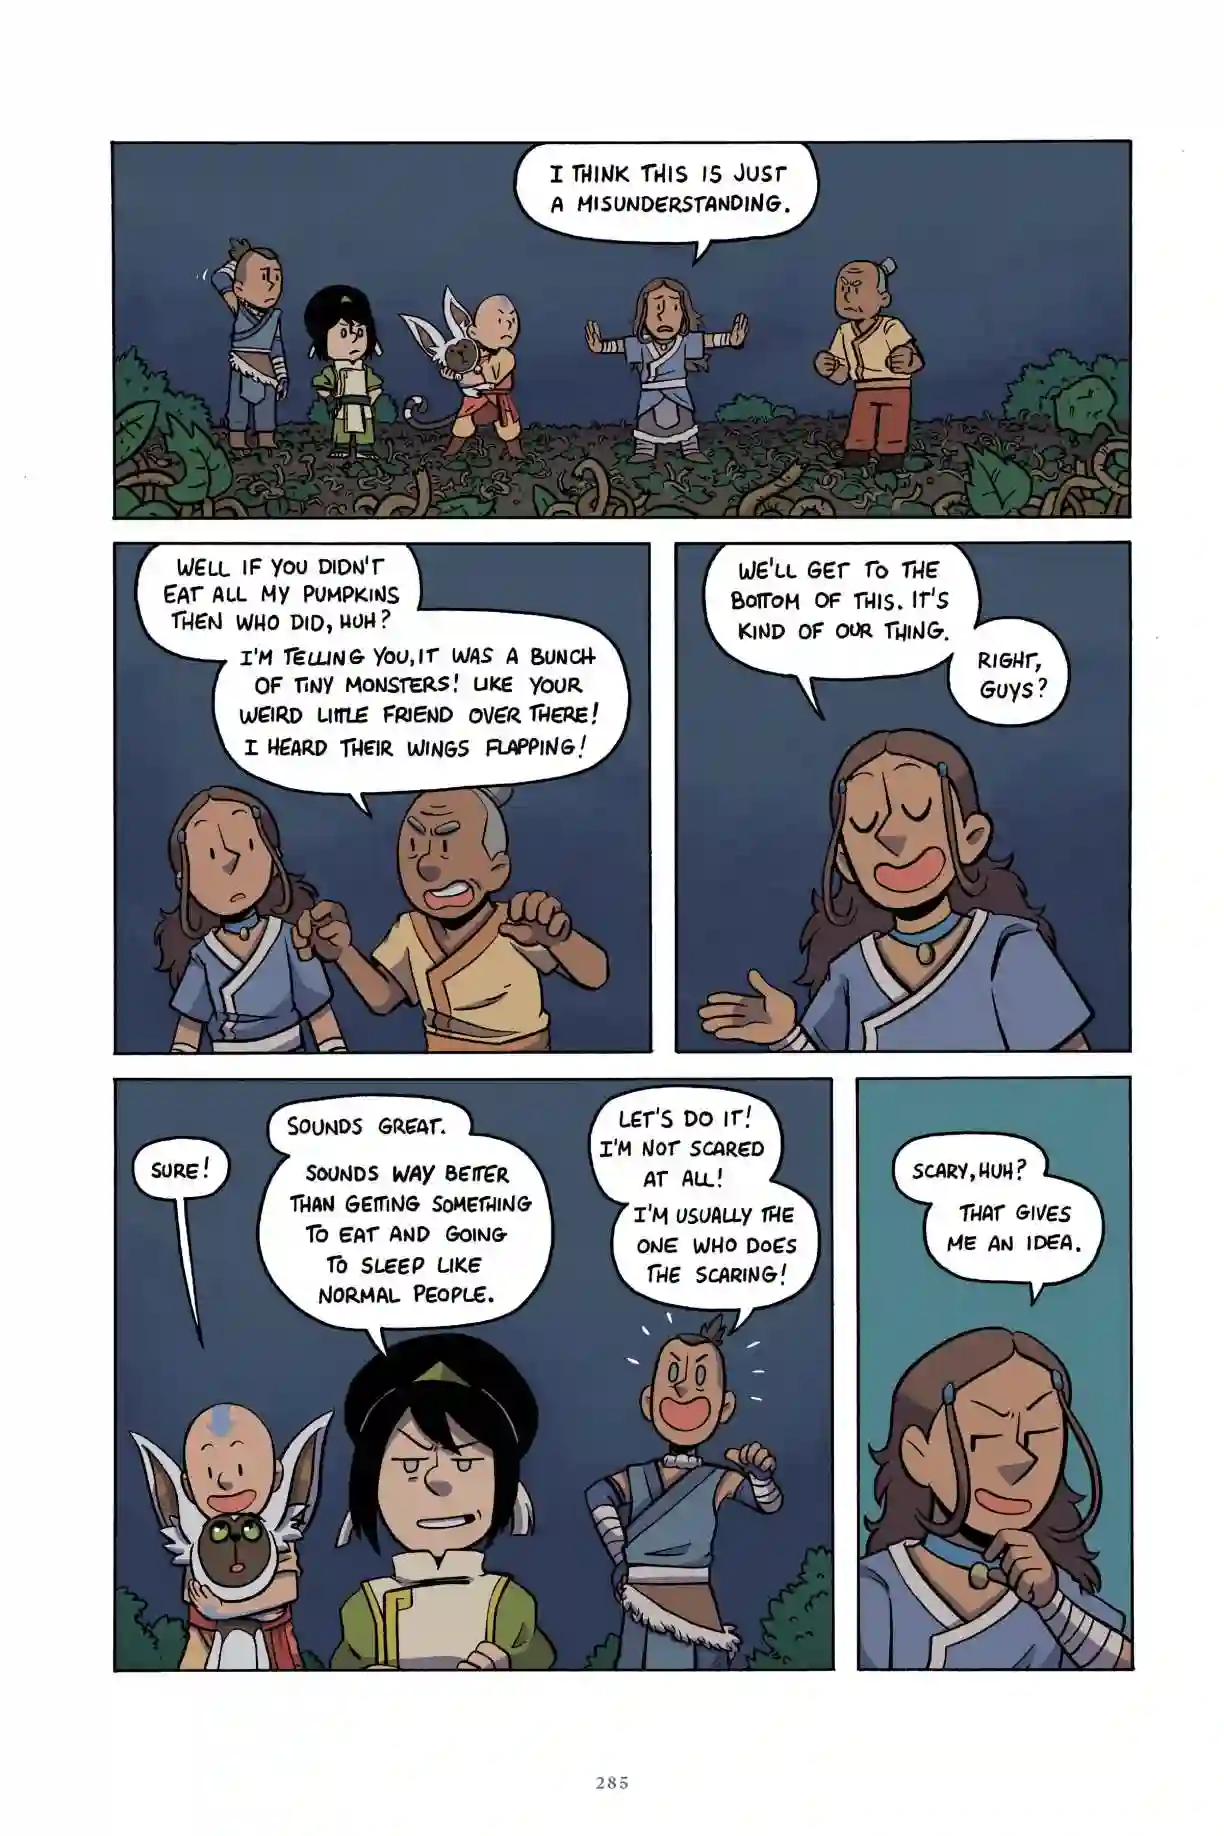 I THINK THIS IS JUST
A MISUNDERSTANDING.
WELL IF YOU DIDN'T
EAT ALL MY PUMPKINS
THEN WHO DID, HUH?
I'M TELLING YOU, IT WAS A BUNCH
OF TINY MONSTERS! LIKE YOUR
WEIRD LITTLE FRIEND OVER THERE!
I HEARD THEIR WINGS FLAPPING!
WE'LL GET TO THE
BOTTOM OF THIS. IT'S
KIND OF OUR THING.
RIGHT,
GUYS?
SURE!
SOUNDS GREAT.
SOUNDS WAY BETTER
THAN GETTING SOMETHING
TO EAT AND GOING
TO SLEEP LIKE
NORMAL PEOPLE.
LET'S DO IT!
I'M NOT SCARED
AT ALL!
I'M USUALLY THE
ONE WHO DOES
THE SCARING!
SCARY, HUH?
THAT GIVES
ME AN IDEA.
285